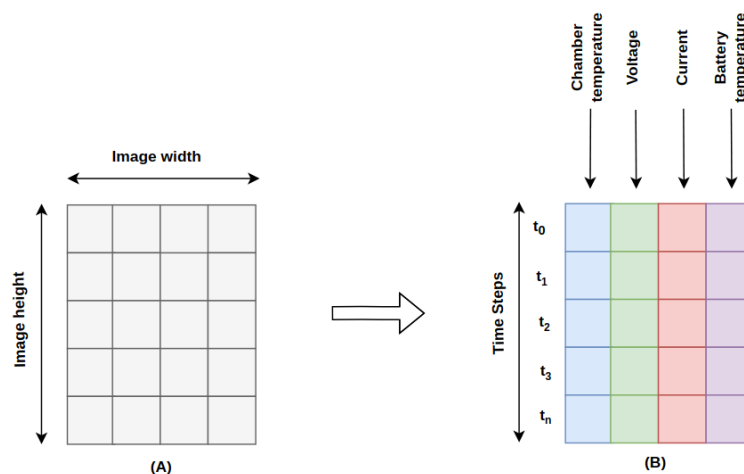 Image width
Image height
(A)
Chamber
temperature
Voltage
Current
Battery
temperature
Time Steps
t0
t1
t2
t3
tn
(B)